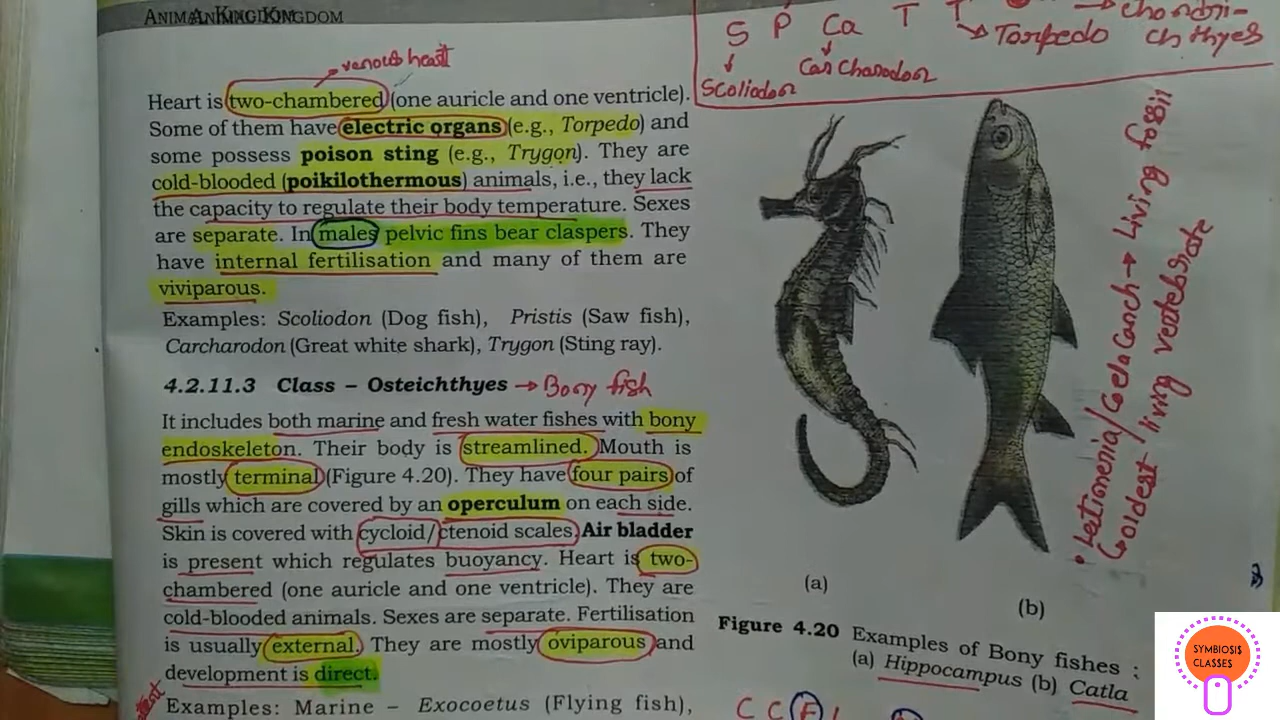 ANIMAL KINGDOM
S P Ca T T → Chondri-
chthyes
Torpedo
Carcharodon
Scoliodon
venous heart
Heart is two-chambered (one auricle and one ventricle).
Some of them have electric organs (e.g., Torpedo) and
some possess poison sting (e.g., Trygon). They are
cold-blooded (poikilothermous) animals, i.e., they lack
the capacity to regulate their body temperature. Sexes
are separate. In males pelvic fins bear claspers. They
have internal fertilisation and many of them are
viviparous.
Examples: Scoliodon (Dog fish), Pristis (Saw fish),
Carcharodon (Great white shark), Trygon (Sting ray).
4.2.11.3 Class – Osteichthyes → Bony fish
It includes both marine and fresh water fishes with bony
endoskeleton. Their body is streamlined. Mouth is
mostly terminal (Figure 4.20). They have four pairs of
gills which are covered by an operculum on each side.
Skin is covered with cycloid/ctenoid scales. Air bladder
is present which regulates buoyancy. Heart is two-
chambered (one auricle and one ventricle). They are
cold-blooded animals. Sexes are separate. Fertilisation
is usually external. They are mostly oviparous and
development is direct.
Examples: Marine – Exocoetus (Flying fish),
(a)
(b)
Figure 4.20 Examples of Bony fishes :
(a) Hippocampus (b) Catla
coelacanch → Living fossil
oldest living vertebrate
C C F
SYMBIOSIS
CLASSES